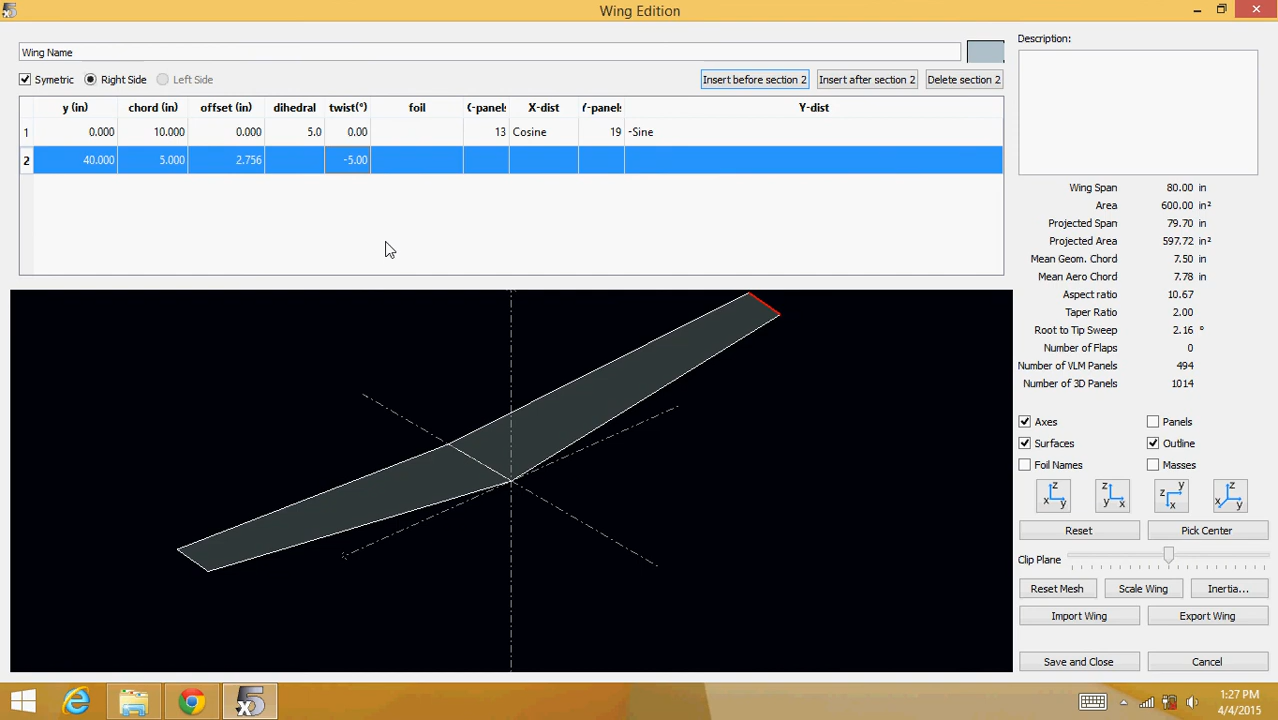 Wing Edition
Wing Name
Symetric Right Side Left Side
Insert before section 2 Insert after section 2 Delete section 2
y (in) chord (in) offset (in) dihedral twist(°) foil X-panels X-dist Y-panels Y-dist
1 0.000 10.000 0.000 5.0 0.00 13 Cosine 19 -Sine
2 40.000 5.000 2.756 -5.00
Description:
Wing Span 80.00 in
Area 600.00 in²
Projected Span 79.70 in
Projected Area 597.72 in²
Mean Geom. Chord 7.50 in
Mean Aero Chord 7.78 in
Aspect ratio 10.67
Taper Ratio 2.00
Root to Tip Sweep 2.16 °
Number of Flaps 0
Number of VLM Panels 494
Number of 3D Panels 1014
Axes Panels
Surfaces Outline
Foil Names Masses
z x y z y x z y x z x y
Reset Pick Center
Clip Plane
Reset Mesh Scale Wing Inertia...
Import Wing Export Wing
Save and Close Cancel
x5
1:27 PM
4/4/2015